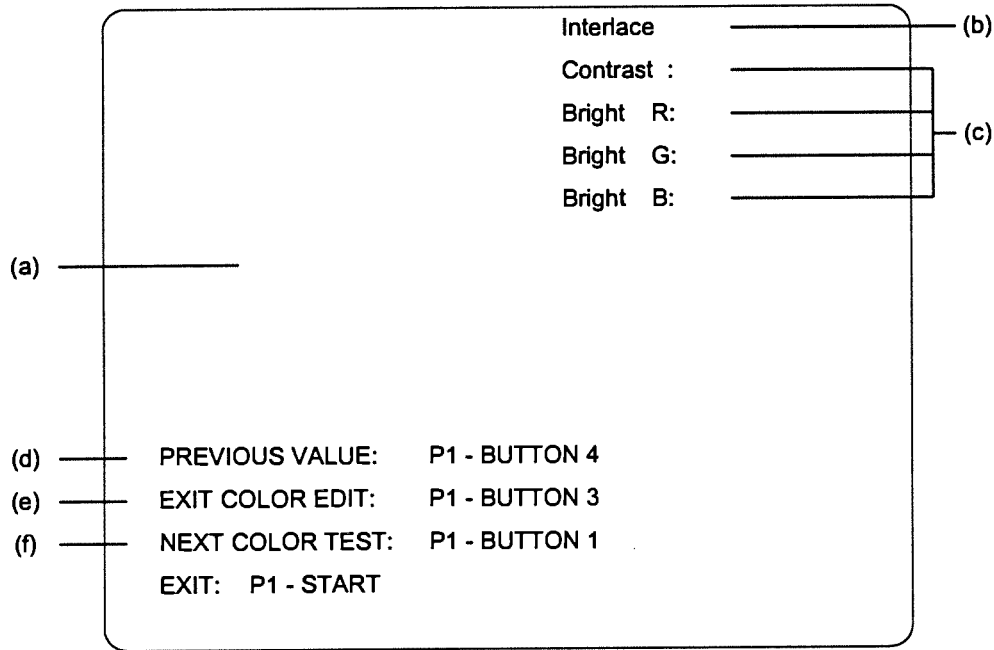 Interlace (b)
Contrast :
Bright R:
(c)
Bright G:
Bright B:
(a)
(d) PREVIOUS VALUE: P1 - BUTTON 4
(e) EXIT COLOR EDIT: P1 - BUTTON 3
(f) NEXT COLOR TEST: P1 - BUTTON 1
EXIT: P1 - START